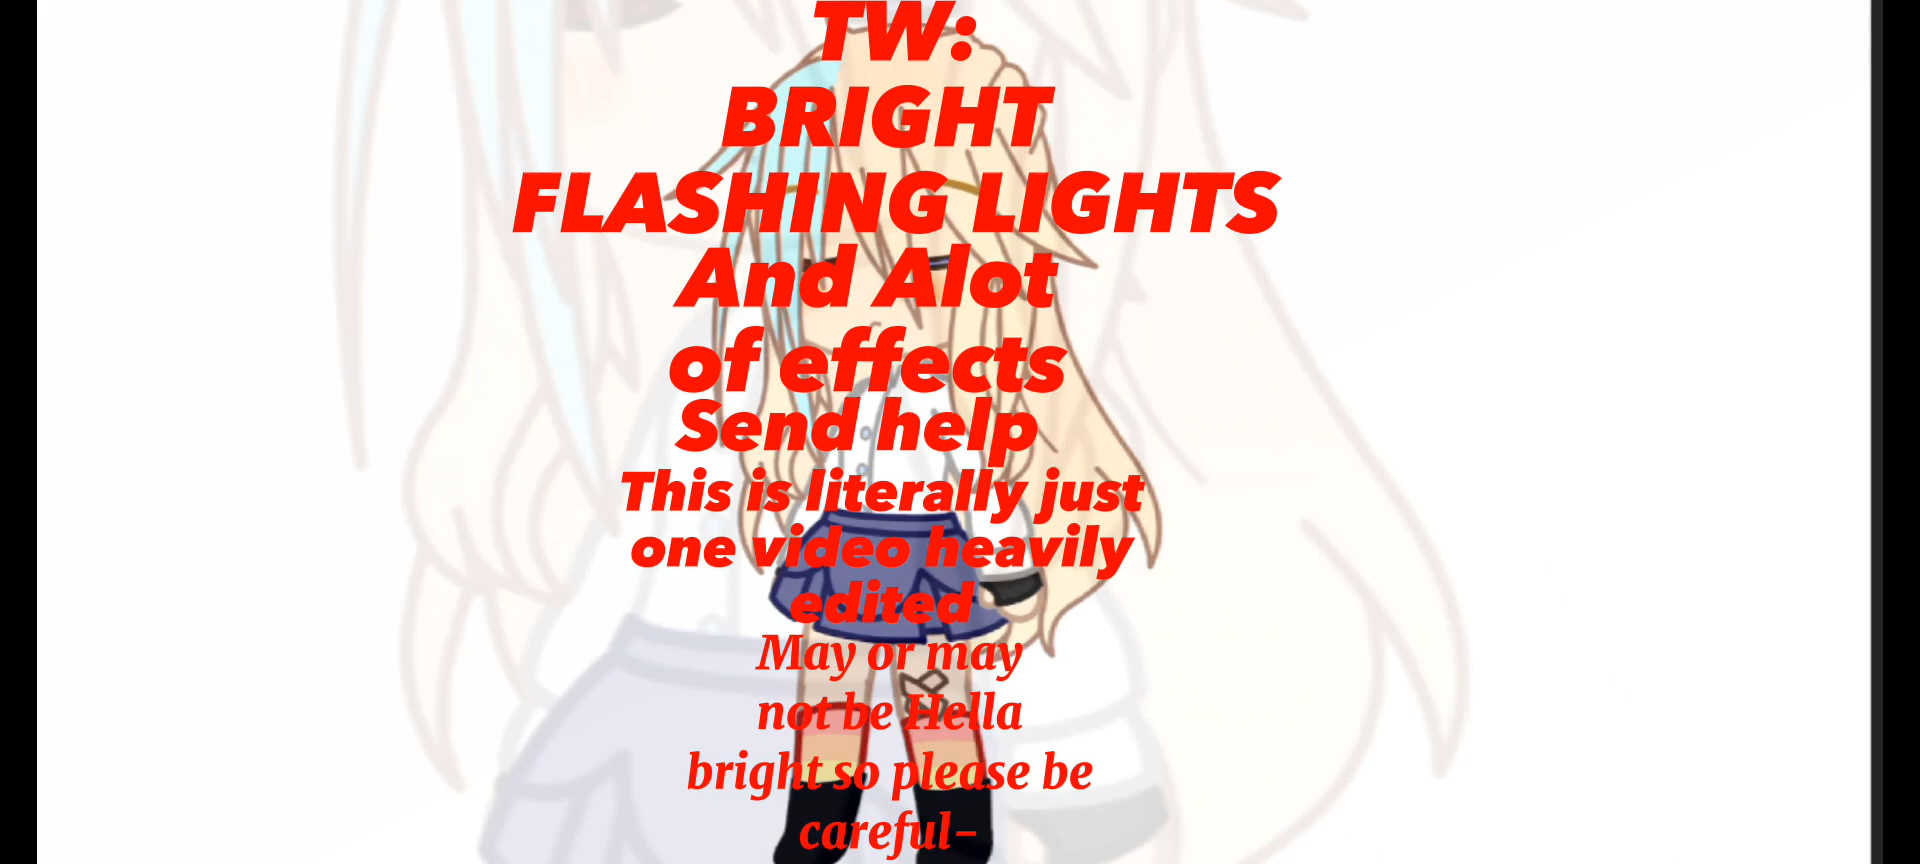 TW:
BRIGHT
FLASHING LIGHTS
And Alot
of effects
Send help
This is literally just
one video heavily
edited
May or may
not be Hella
bright so please be
careful-